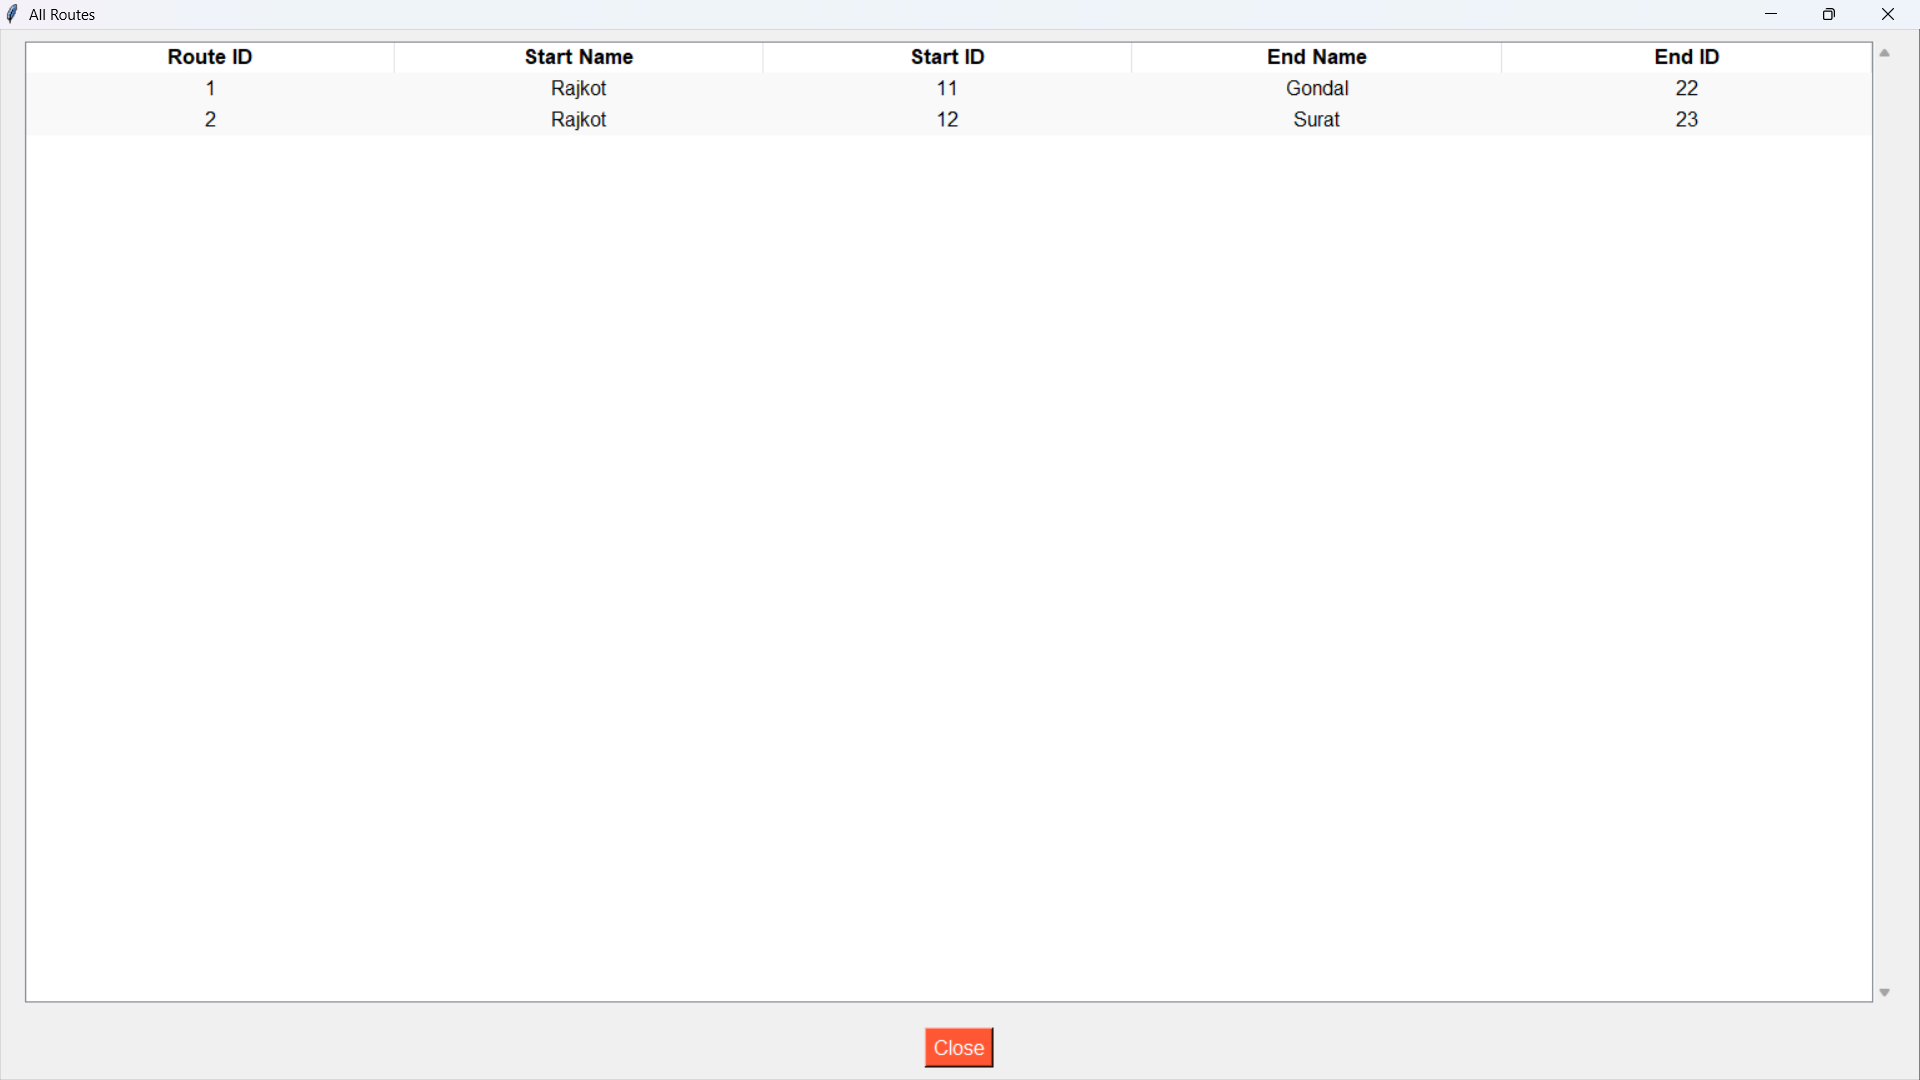 All Routes
Route ID Start Name Start ID End Name End ID
1 Rajkot 11 Gondal 22
2 Rajkot 12 Surat 23
Close